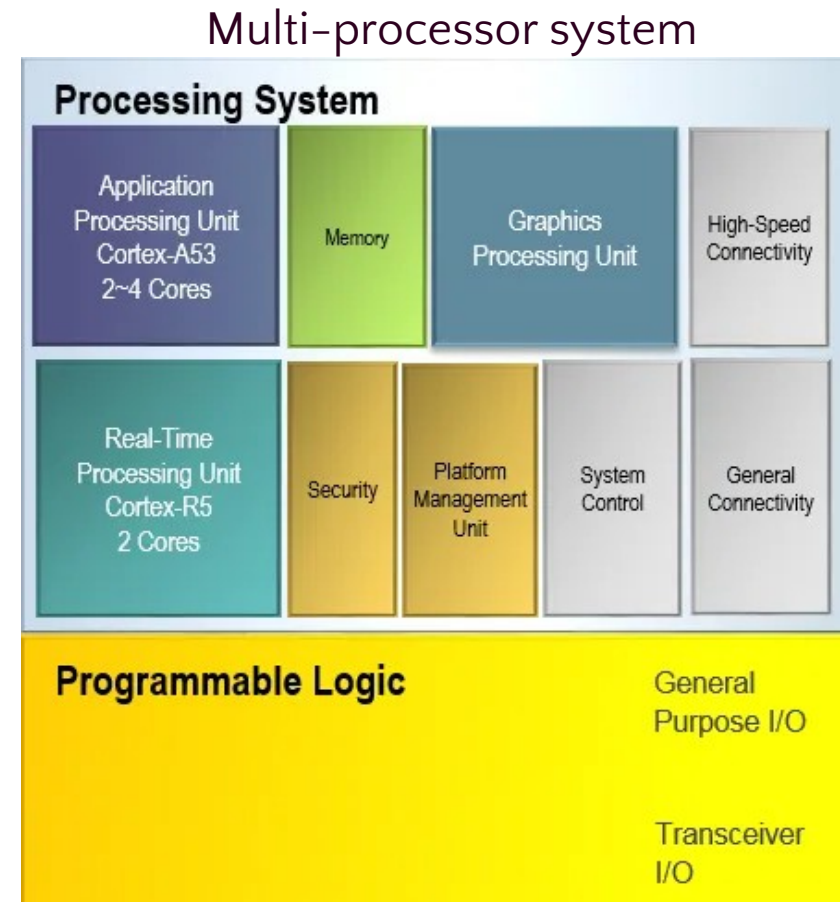 Multi-processor system
Processing System
Application
Processing Unit
Cortex-A53
2~4 Cores
Memory
Graphics
Processing Unit
High-Speed
Connectivity
Real-Time
Processing Unit
Cortex-R5
2 Cores
Security
Platform
Management
Unit
System
Control
General
Connectivity
Programmable Logic
General
Purpose I/O
Transceiver
I/O